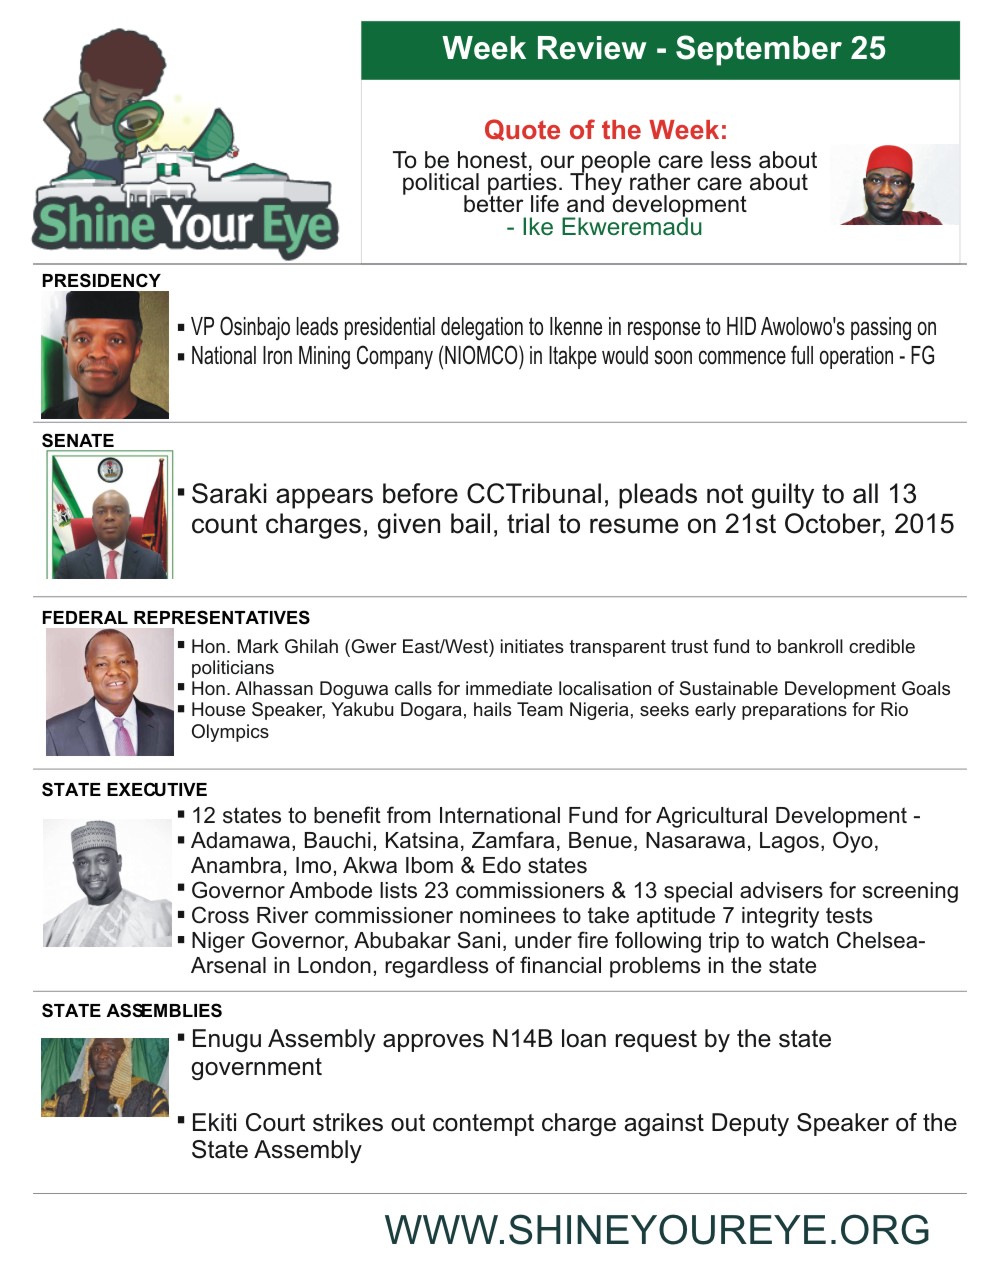 Shine Your Eye
Week Review - September 25
Quote of the Week:
To be honest, our people care less about
political parties. They rather care about
better life and development
- Ike Ekweremadu
PRESIDENCY
▪ VP Osinbajo leads presidential delegation to Ikenne in response to HID Awolowo's passing on
▪ National Iron Mining Company (NIOMCO) in Itakpe would soon commence full operation - FG
SENATE
▪ Saraki appears before CCTribunal, pleads not guilty to all 13
count charges, given bail, trial to resume on 21st October, 2015
FEDERAL REPRESENTATIVES
▪ Hon. Mark Ghilah (Gwer East/West) initiates transparent trust fund to bankroll credible
politicians
▪ Hon. Alhassan Doguwa calls for immediate localisation of Sustainable Development Goals
▪ House Speaker, Yakubu Dogara, hails Team Nigeria, seeks early preparations for Rio
Olympics
STATE EXECUTIVE
▪ 12 states to benefit from International Fund for Agricultural Development -
▪ Adamawa, Bauchi, Katsina, Zamfara, Benue, Nasarawa, Lagos, Oyo,
Anambra, Imo, Akwa Ibom & Edo states
▪ Governor Ambode lists 23 commissioners & 13 special advisers for screening
▪ Cross River commissioner nominees to take aptitude 7 integrity tests
▪ Niger Governor, Abubakar Sani, under fire following trip to watch Chelsea-
Arsenal in London, regardless of financial problems in the state
STATE ASSEMBLIES
▪ Enugu Assembly approves N14B loan request by the state
government
▪ Ekiti Court strikes out contempt charge against Deputy Speaker of the
State Assembly
WWW.SHINEYOUREYE.ORG